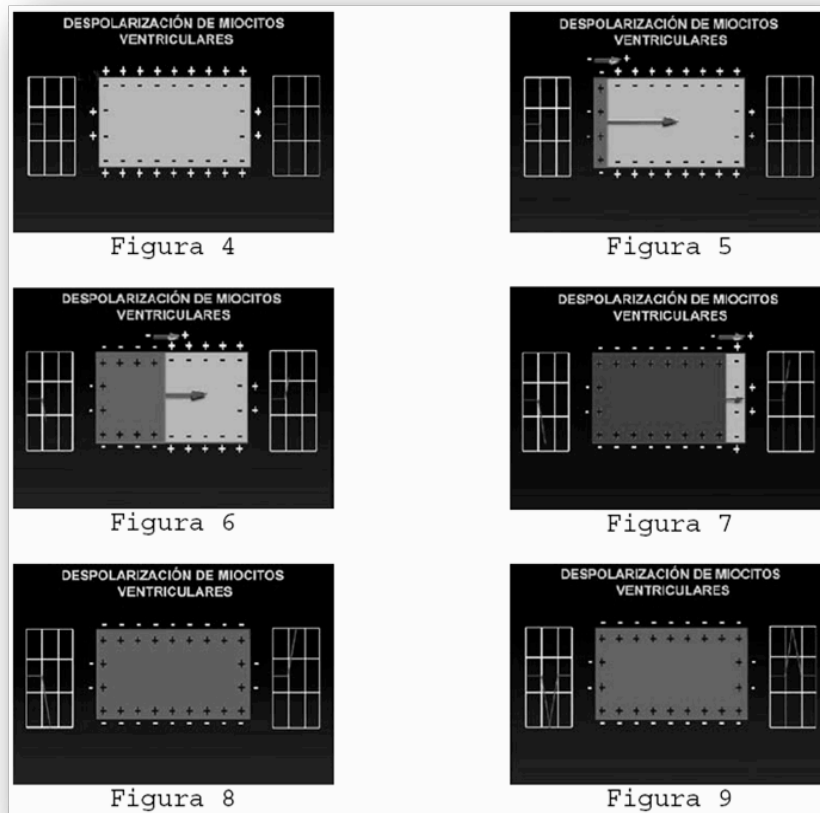 DESPOLARIZACIÓN DE MIOCITOS
VENTRICULARES
Figura 4
DESPOLARIZACIÓN DE MIOCITOS
VENTRICULARES
Figura 5
DESPOLARIZACIÓN DE MIOCITOS
VENTRICULARES
Figura 6
DESPOLARIZACIÓN DE MIOCITOS
VENTRICULARES
Figura 7
DESPOLARIZACIÓN DE MIOCITOS
VENTRICULARES
Figura 8
DESPOLARIZACIÓN DE MIOCITOS
VENTRICULARES
Figura 9